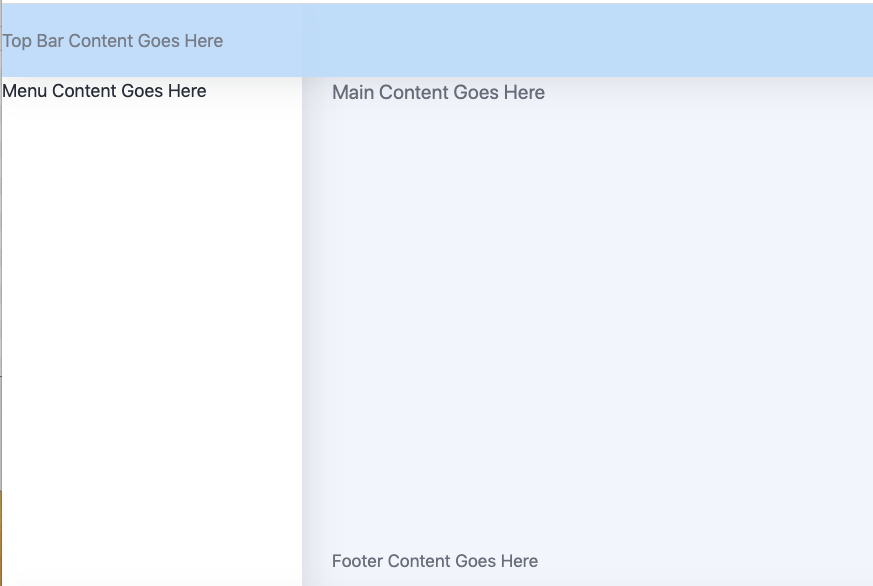 Top Bar Content Goes Here
Menu Content Goes Here
Main Content Goes Here
Footer Content Goes Here